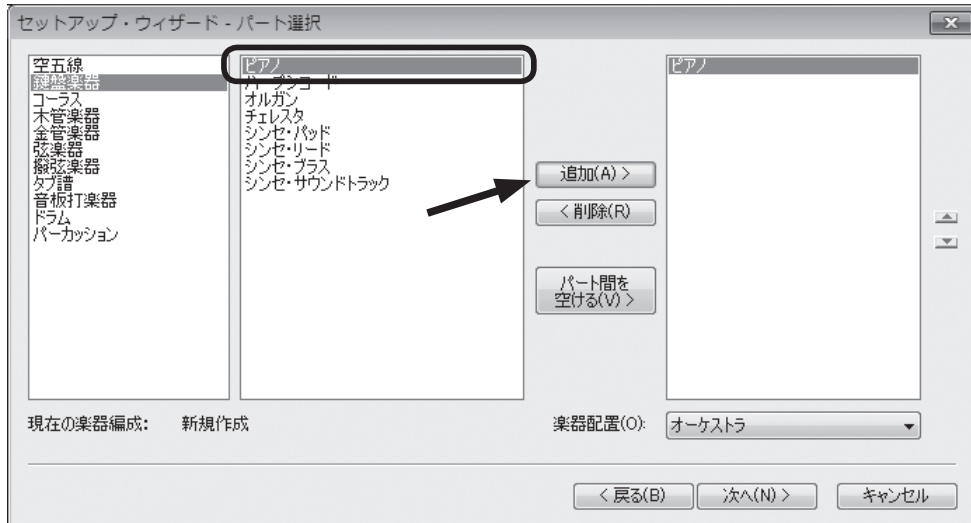 セットアップ・ウィザード - パート選択
空五線
鍵盤楽器
コーラス
木管楽器
金管楽器
弦楽器
撥弦楽器
タブ譜
音板打楽器
ドラム
パーカッション
ピアノ
ハープシコード
オルガン
チェレスタ
シンセ・パッド
シンセ・リード
シンセ・ブラス
シンセ・サウンドトラック
追加(A) >
< 削除(R)
パート間を
空ける(V) >
ピアノ
現在の楽器編成: 新規作成
楽器配置(O): オーケストラ
< 戻る(B) 次へ(N) > キャンセル